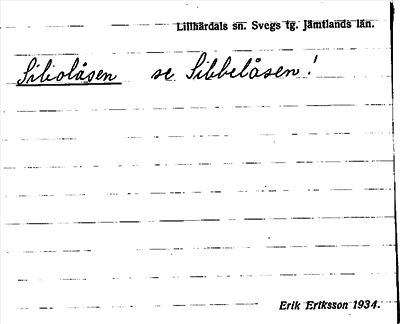 Lillhärdals sn. Svegs tg. Jämtlands län.
Sibiolåsen se Sibbelåsen!
Erik Eriksson 1934.